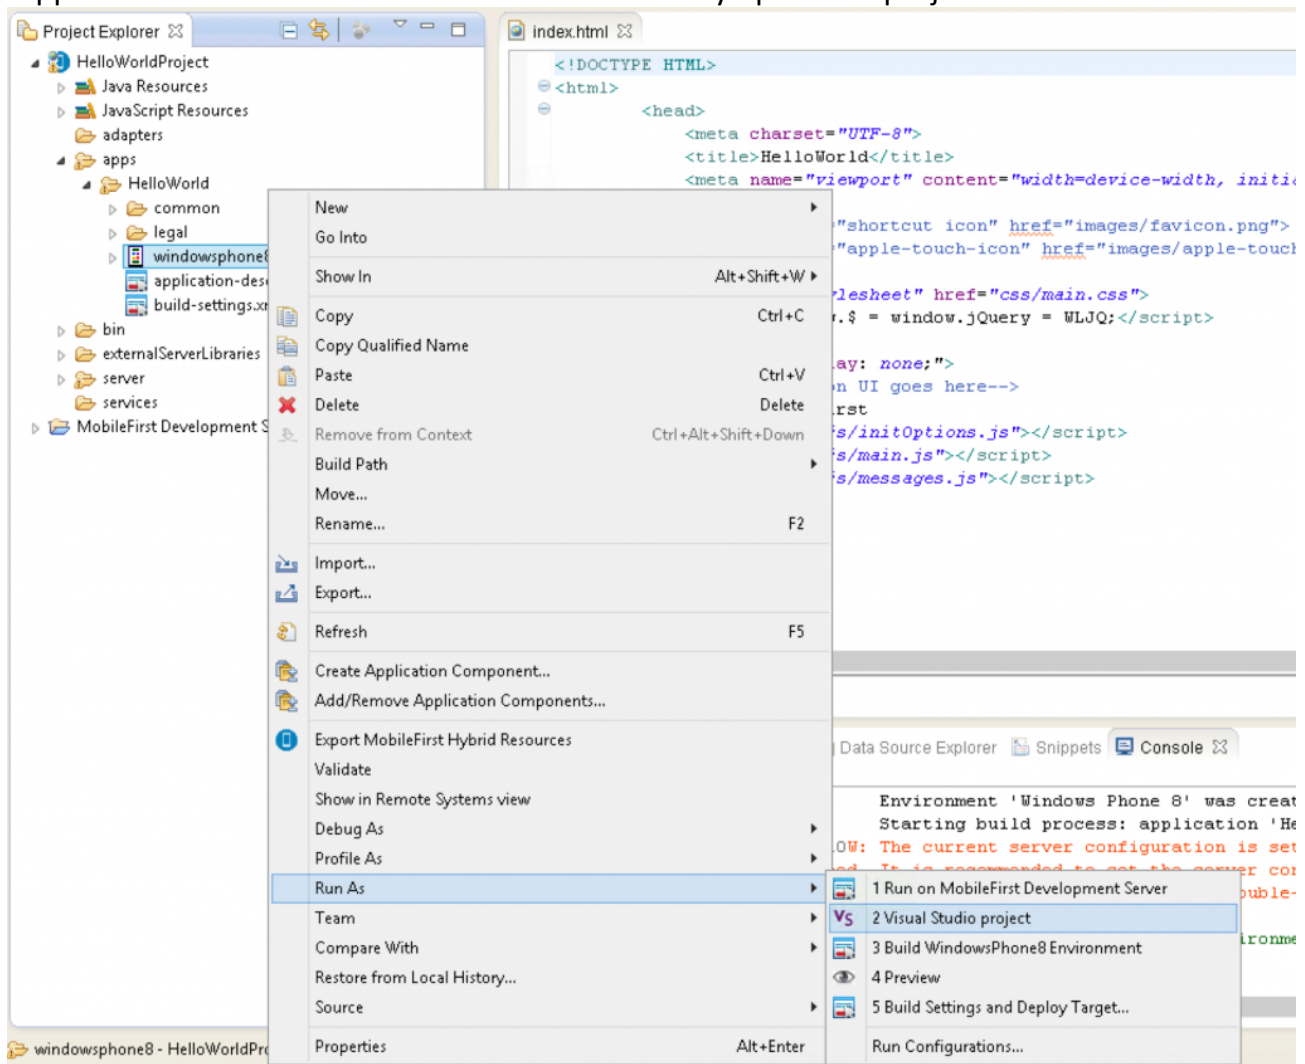 Project Explorer
HelloWorldProject
Java Resources
JavaScript Resources
adapters
apps
HelloWorld
common
legal
windowsphone8
application-des
build-settings.x
bin
externalServerLibraries
server
services
MobileFirst Development S
index.html
<!DOCTYPE HTML>
<html>
<head>
<meta charset="UTF-8">
<title>HelloWorld</title>
<meta name="viewport" content="width=device-width, initi
="shortcut icon" href="images/favicon.png">
="apple-touch-icon" href="images/apple-touch
lesheet" href="css/main.css">
.$ = window.jQuery = WLJQ;</script>
ay: none;">
n UI goes here-->
rst
s/initOptions.js"></script>
s/main.js"></script>
s/messages.js"></script>
New
Go Into
Show In Alt+Shift+W
Copy Ctrl+C
Copy Qualified Name
Paste Ctrl+V
Delete Delete
Remove from Context Ctrl+Alt+Shift+Down
Build Path
Move...
Rename... F2
Import...
Export...
Refresh F5
Create Application Component...
Add/Remove Application Components...
Export MobileFirst Hybrid Resources
Validate
Show in Remote Systems view
Debug As
Profile As
Run As
Team
Compare With
Restore from Local History...
Source
Properties Alt+Enter
Data Source Explorer Snippets Console
Environment 'Windows Phone 8' was creat
Starting build process: application 'He
OW: The current server configuration is set
1 Run on MobileFirst Development Server
VS 2 Visual Studio project
3 Build WindowsPhone8 Environment
4 Preview
5 Build Settings and Deploy Target...
Run Configurations...
ouble-
ironme
windowsphone8 - HelloWorldPr